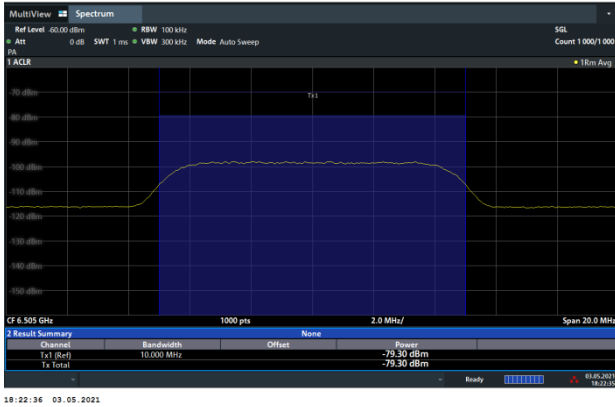 MultiView Spectrum
Ref Level -60.00 dBm RBW 100 kHz SGL
Att 0 dB SWT 1 ms VBW 300 kHz Mode Auto Sweep Count 1000/1000
PA
1 ACLR 1Rm Avg
-70 dBm
Tx1
-80 dBm
-90 dBm
-100 dBm
-110 dBm
-120 dBm
-130 dBm
-140 dBm
-150 dBm
CF 6.505 GHz 1000 pts 2.0 MHz/ Span 20.0 MHz
2 Result Summary None
Channel Bandwidth Offset Power
Tx1 (Ref) 10.000 MHz -79.30 dBm
Tx Total -79.30 dBm
Ready 03.05.2021
18:22:35
18:22:36 03.05.2021